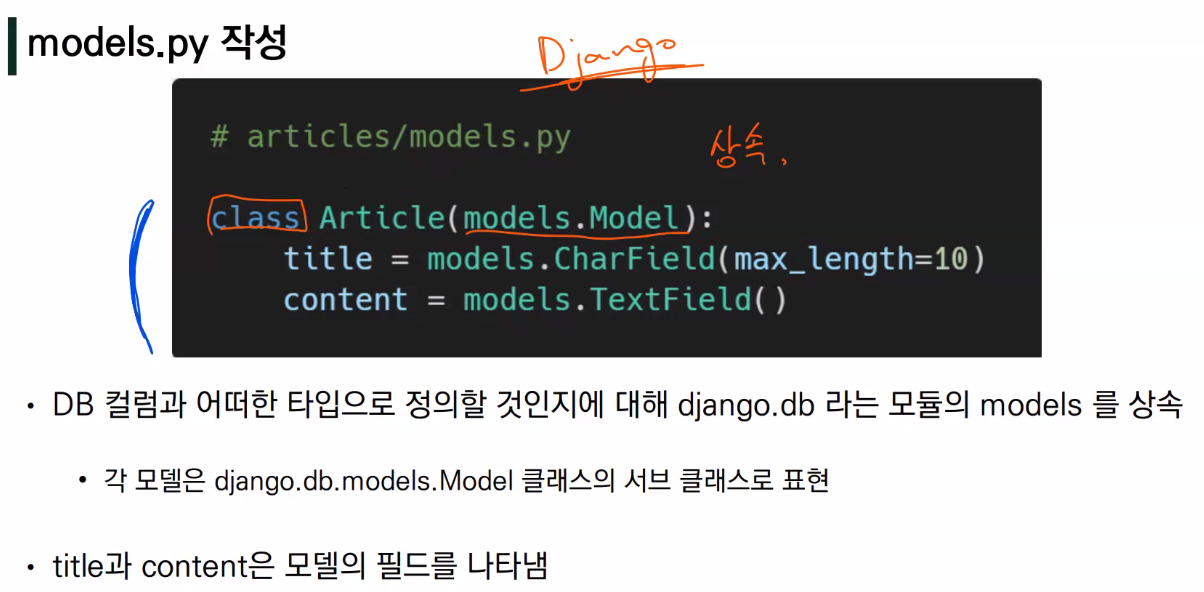 models.py 작성
Django
# articles/models.py
상속,
class Article(models.Model):
title = models.CharField(max_length=10)
content = models.TextField()
• DB 컬럼과 어떠한 타입으로 정의할 것인지에 대해 django.db 라는 모듈의 models 를 상속
• 각 모델은 django.db.models.Model 클래스의 서브 클래스로 표현
• title과 content은 모델의 필드를 나타냄